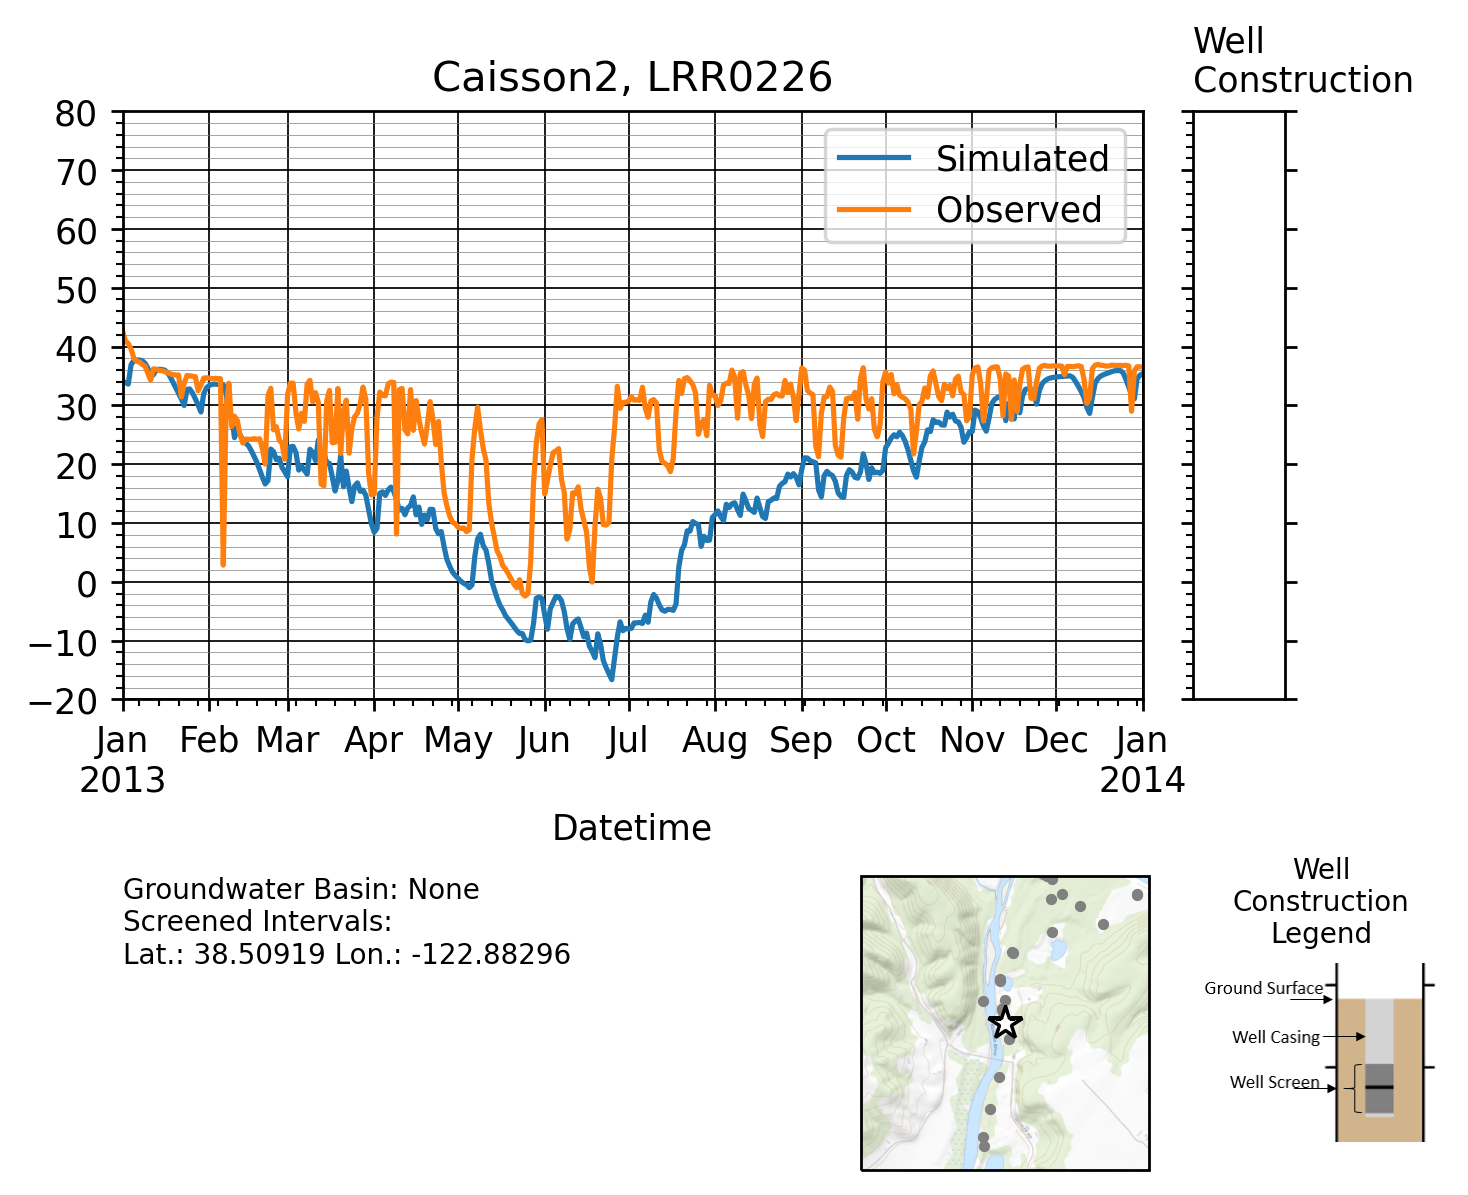 Well
Construction
Caisson2, LRR0226
80
70
60
50
40
30
20
10
0
−10
−20
Simulated
Observed
Jan Feb Mar Apr May Jun Jul Aug Sep Oct Nov Dec Jan
2013 2014
Datetime
Groundwater Basin: None
Screened Intervals:
Lat.: 38.50919 Lon.: -122.88296
Well
Construction
Legend
Ground Surface
Well Casing
Well Screen